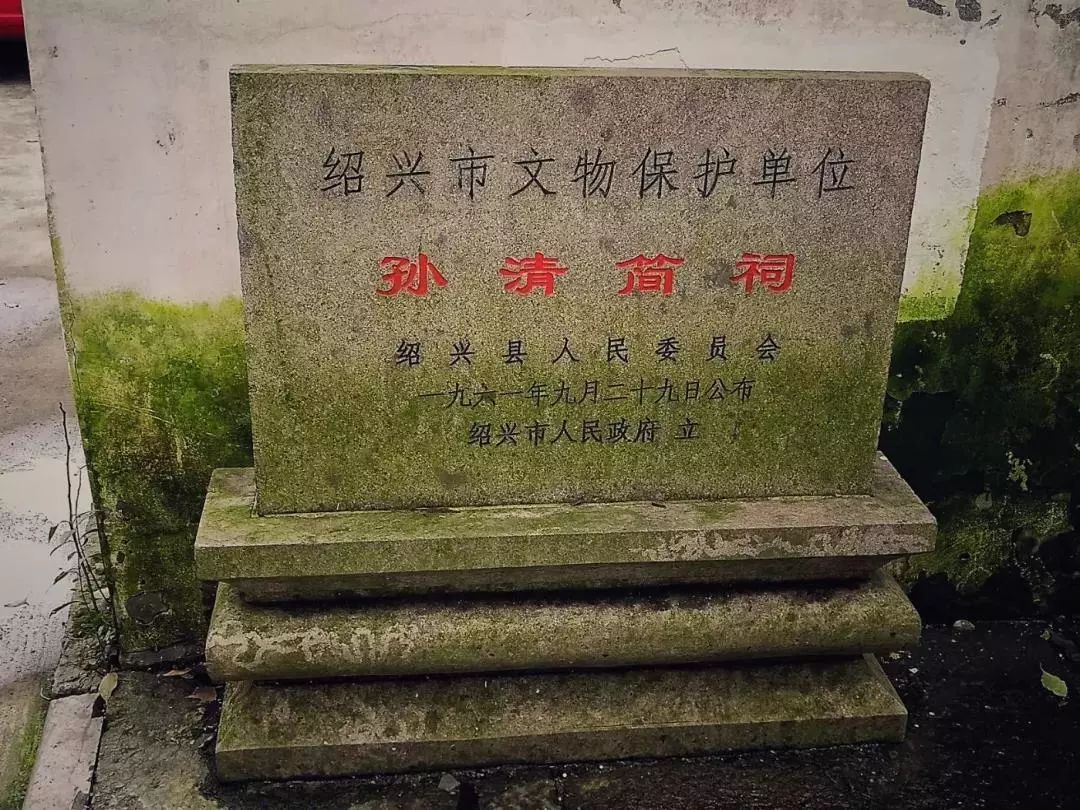 绍兴市文物保护单位
孙清简祠
绍兴县人民委员会
一九六一年九月二十九日公布
绍兴市人民政府 立